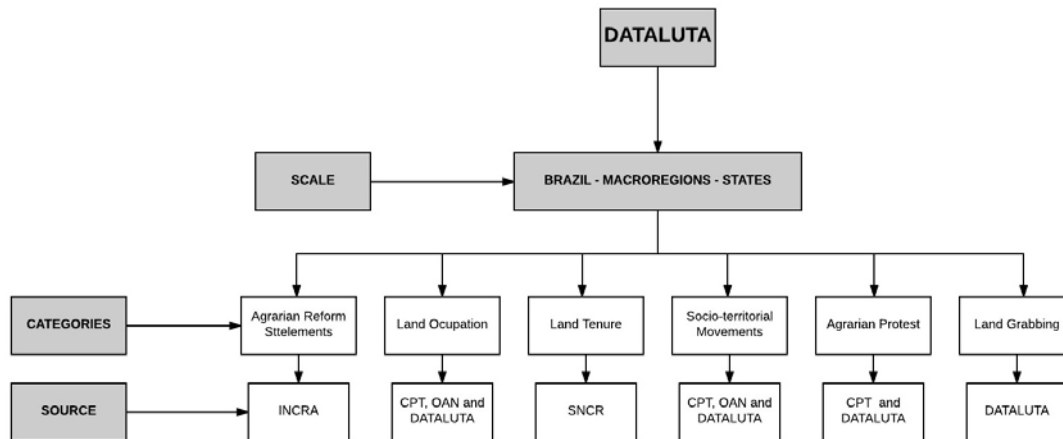 DATALUTA
SCALE
BRAZIL - MACROREGIONS - STATES
CATEGORIES
Agrarian Reform
Sttelements
Land Ocupation
Land Tenure
Socio-territorial
Movements
Agrarian Protest
Land Grabbing
SOURCE
INCRA
CPT, OAN and
DATALUTA
SNCR
CPT, OAN and
DATALUTA
CPT and
DATALUTA
DATALUTA